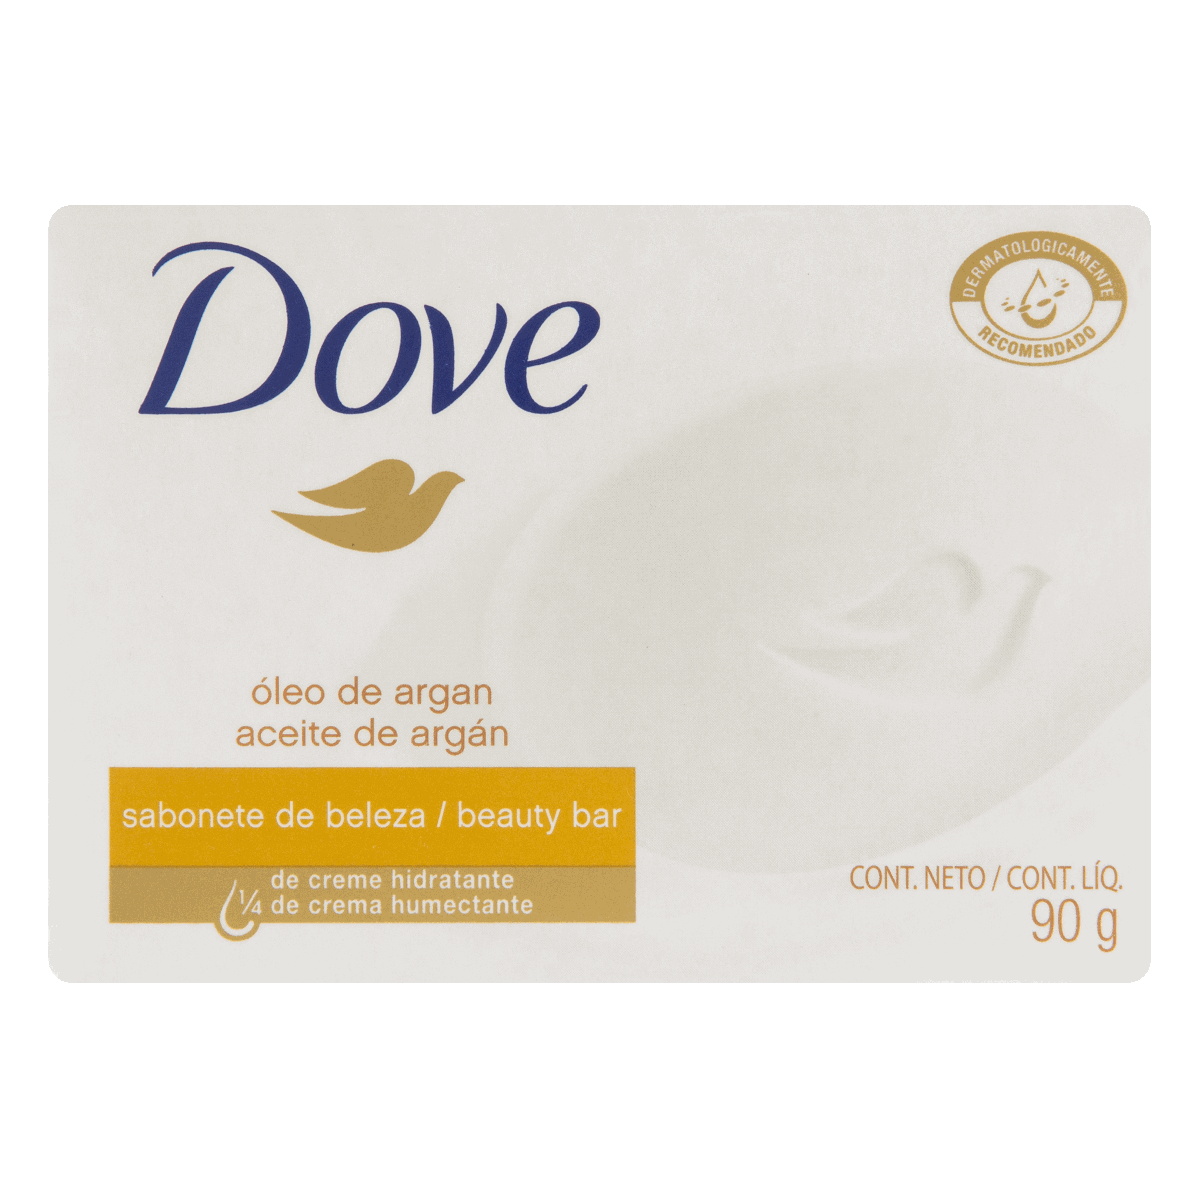 Dove
DERMATOLOGICAMENTE
RECOMENDADO
óleo de argan
aceite de argán
sabonete de beleza / beauty bar
de creme hidratante
1/4 de crema humectante
CONT. NETO / CONT. LÍQ.
90 g